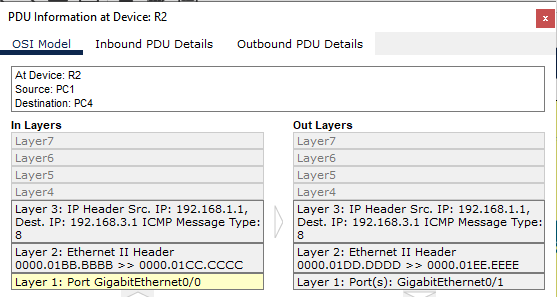 PDU Information at Device: R2
x
OSI Model Inbound PDU Details Outbound PDU Details
At Device: R2
Source: PC1
Destination: PC4
In Layers
Layer7
Layer6
Layer5
Layer4
Layer 3: IP Header Src. IP: 192.168.1.1,
Dest. IP: 192.168.3.1 ICMP Message Type:
8
Layer 2: Ethernet II Header
0000.01BB.BBBB >> 0000.01CC.CCCC
Layer 1: Port GigabitEthernet0/0
Out Layers
Layer7
Layer6
Layer5
Layer4
Layer 3: IP Header Src. IP: 192.168.1.1,
Dest. IP: 192.168.3.1 ICMP Message Type:
8
Layer 2: Ethernet II Header
0000.01DD.DDDD >> 0000.01EE.EEEE
Layer 1: Port(s): GigabitEthernet0/1